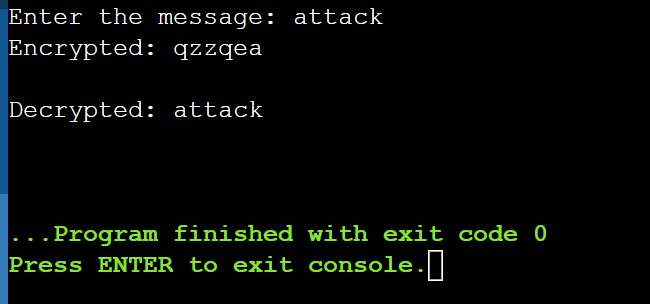 Enter the message: attack
Encrypted: qzzqea
Decrypted: attack
...Program finished with exit code 0
Press ENTER to exit console.